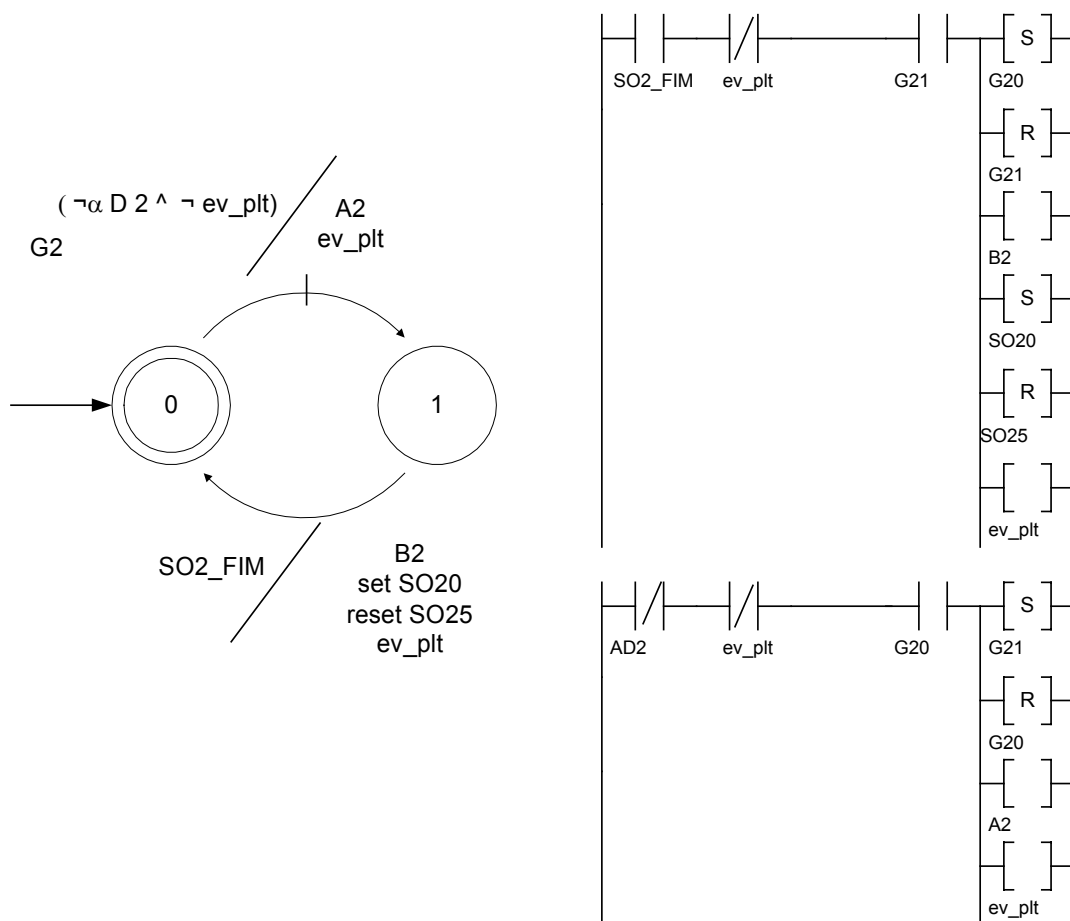 ( ¬α D 2 ^ ¬ ev_plt)
A2
ev_plt
G2
0
1
SO2_FIM
B2
set SO20
reset SO25
ev_plt
S
SO2_FIM ev_plt G21 G20
R
G21
B2
S
SO20
R
SO25
ev_plt
S
AD2 ev_plt G20 G21
R
G20
A2
ev_plt